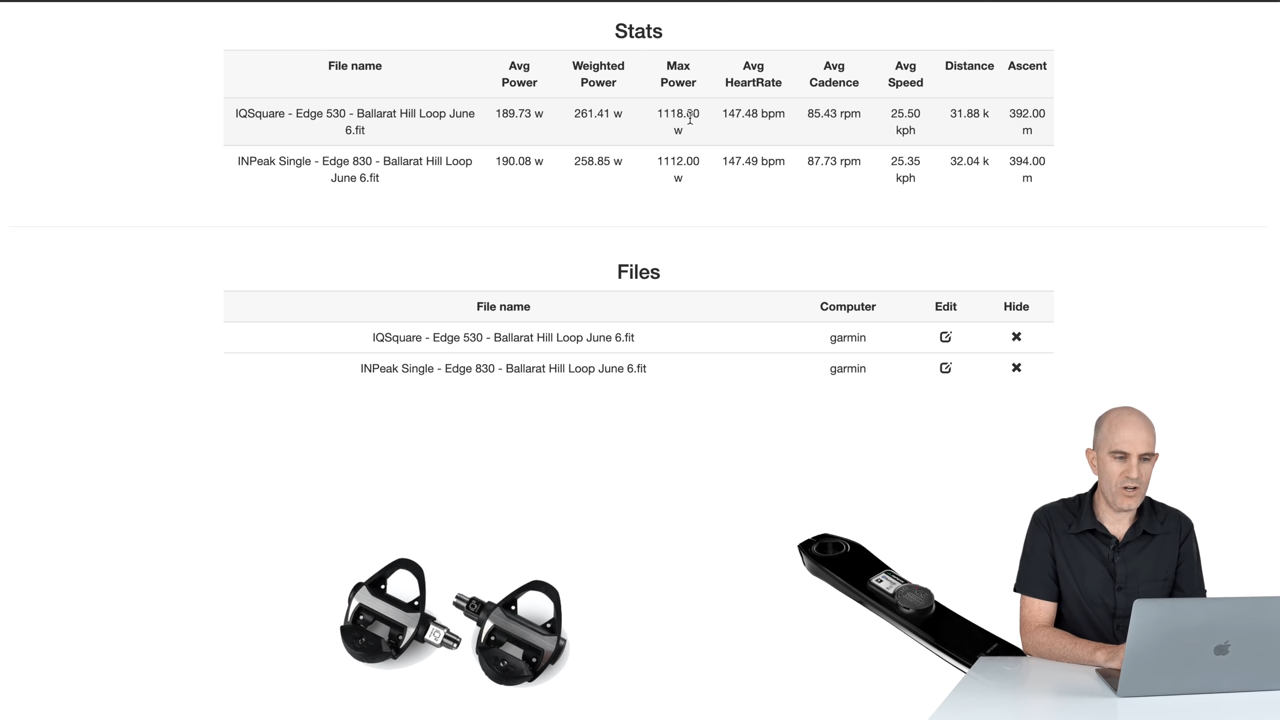 Stats
File name Avg Power Weighted Power Max Power Avg HeartRate Avg Cadence Avg Speed Distance Ascent
IQSquare - Edge 530 - Ballarat Hill Loop June 6.fit 189.73 w 261.41 w 1118.00 w 147.48 bpm 85.43 rpm 25.50 kph 31.88 k 392.00 m
INPeak Single - Edge 830 - Ballarat Hill Loop June 6.fit 190.08 w 258.85 w 1112.00 w 147.49 bpm 87.73 rpm 25.35 kph 32.04 k 394.00 m
Files
File name Computer Edit Hide
IQSquare - Edge 530 - Ballarat Hill Loop June 6.fit garmin
INPeak Single - Edge 830 - Ballarat Hill Loop June 6.fit garmin